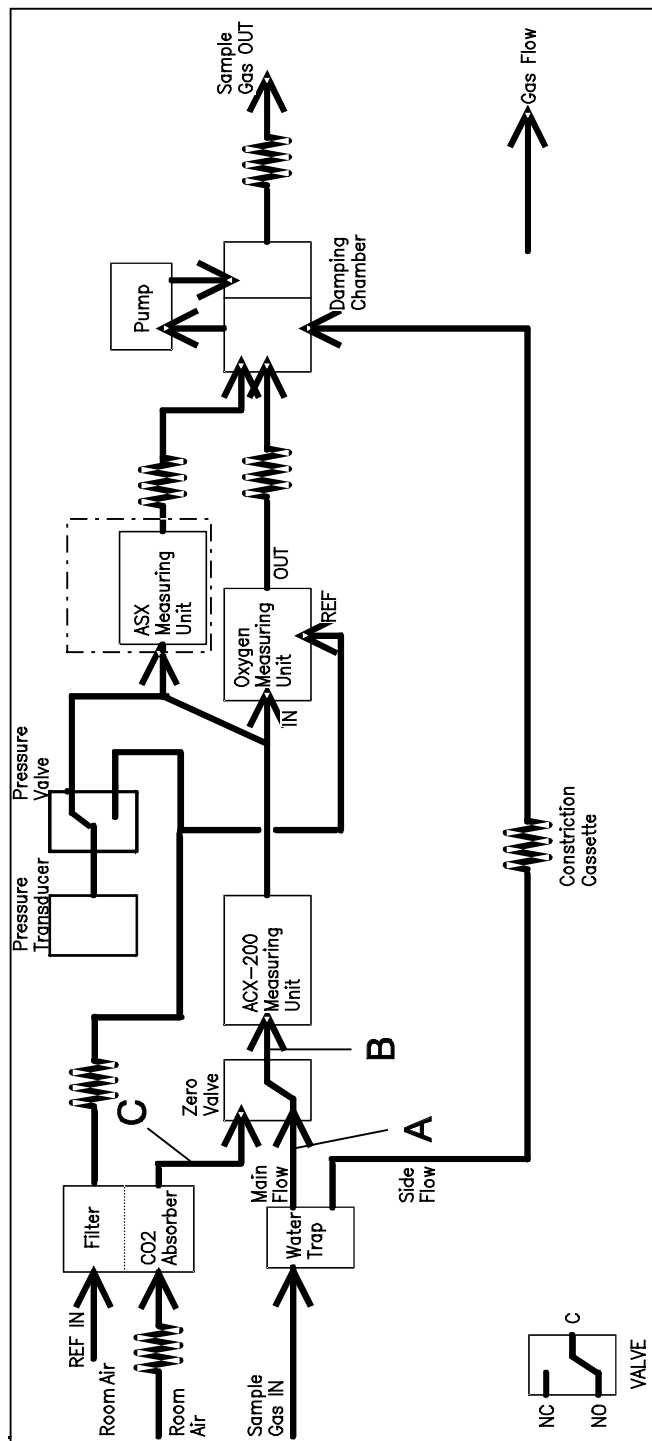 Sample
Gas OUT
Gas Flow
Pump
Damping
Chamber
ASX
Measuring
Unit
OUT
Oxygen
Measuring
Unit
REF
IN
Pressure
Valve
Pressure
Transducer
Constriction
Cassette
ACX-200
Measuring
Unit
B
Zero
Valve
C
A
Filter
CO2
Absorber
Main
Flow
Side
Flow
Water
Trap
REF IN
Room Air
Room
Air
Sample
Gas IN
NC
NO
C
VALVE